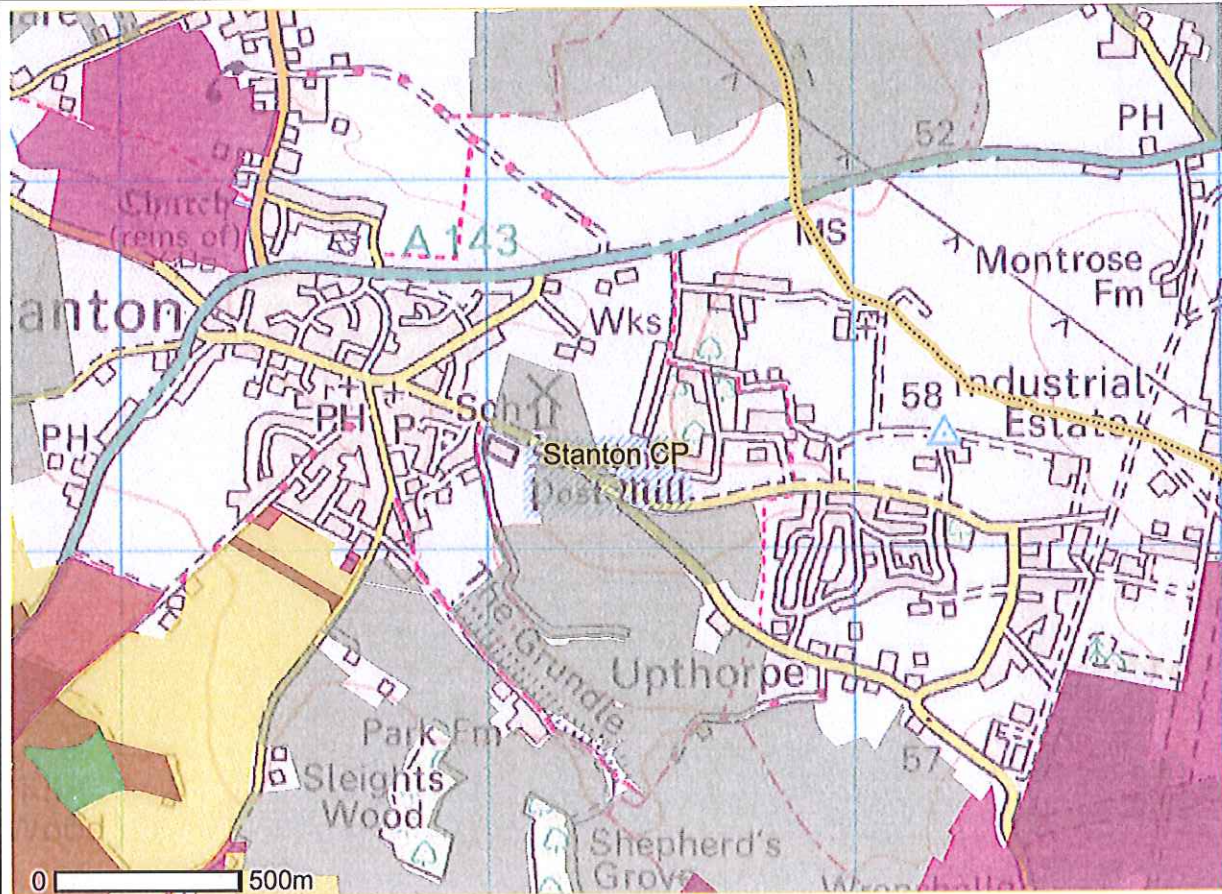 Church
(rems of)
A 143
52
PH
MS
Montrose
Fm
anton
Wks
58
Industrial
Estate
PH
PH
P
Sch
Stanton CP
Post Mill
The Grundle
Upthorpe
Park Fm
Sleights
Wood
57
Shepherd's
Grove
Wood
0
500m